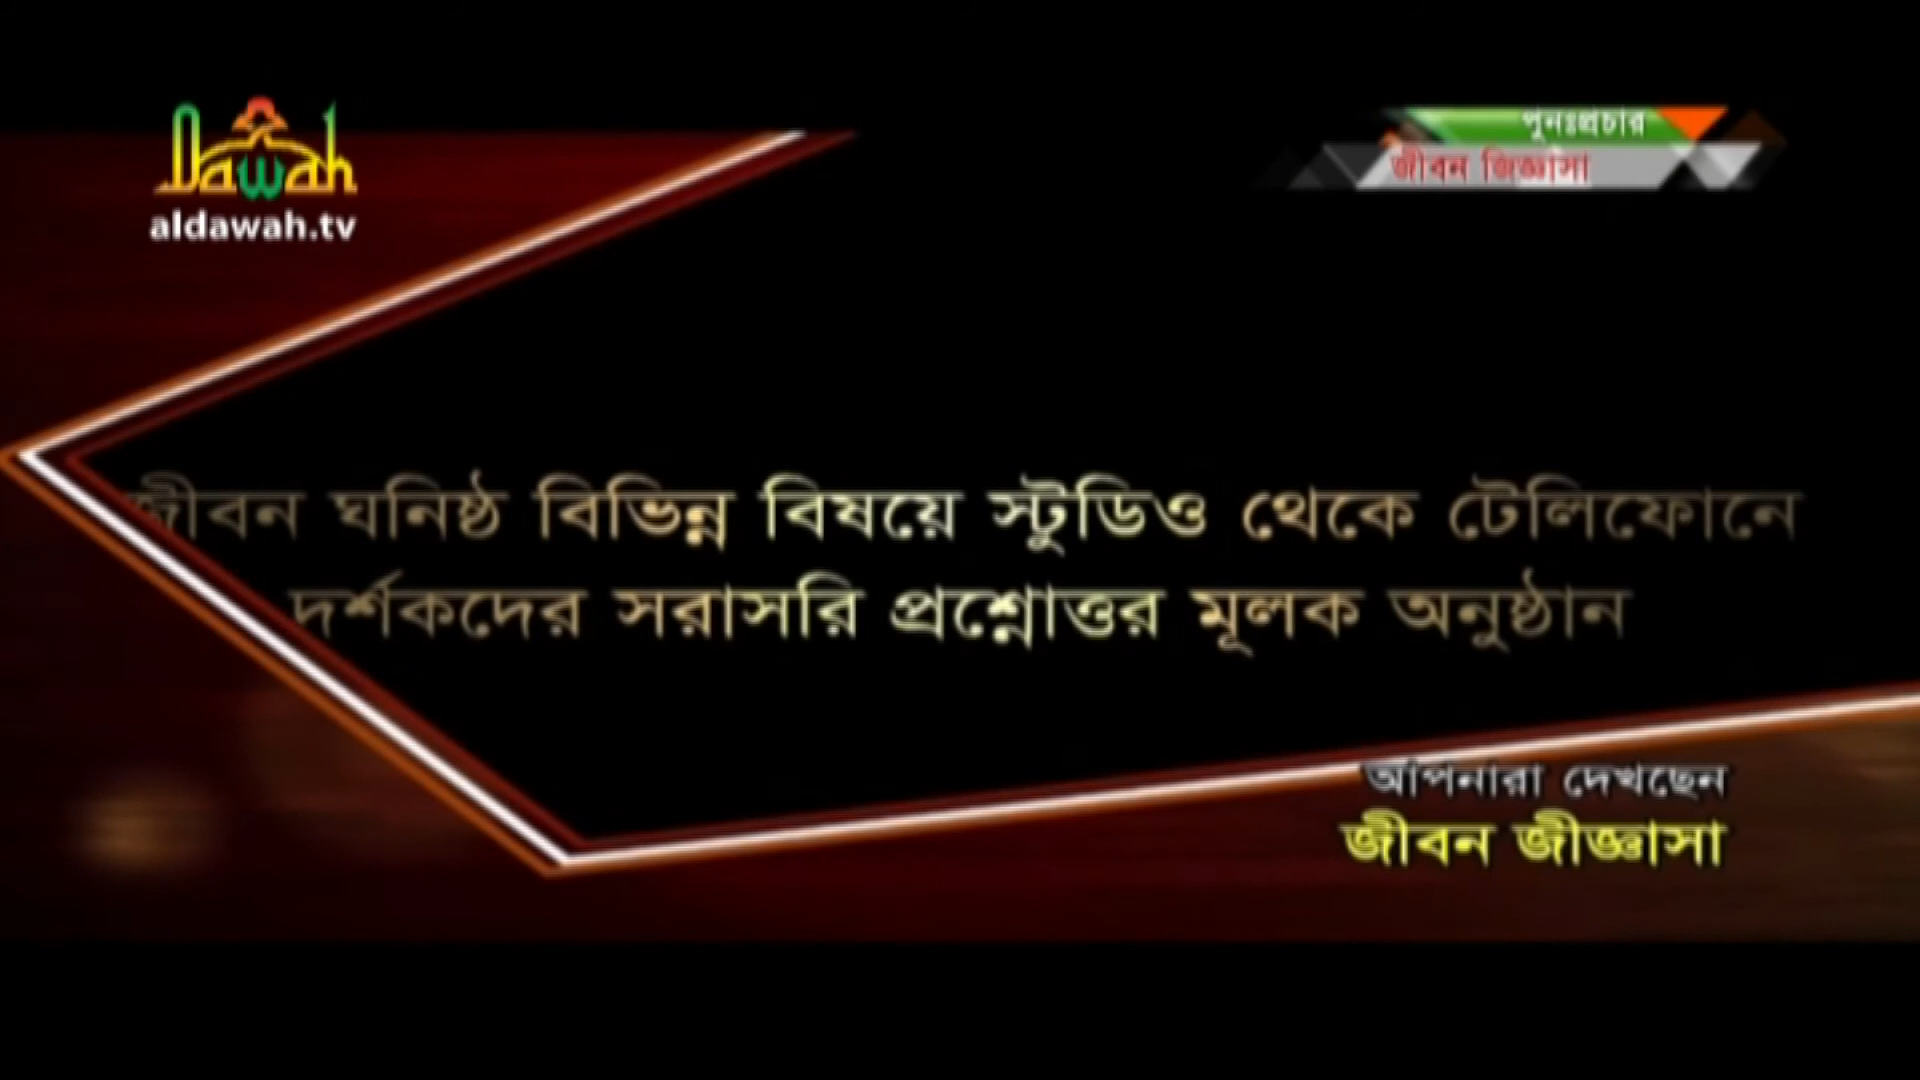 Dawah
aldawah.tv
পুনঃপ্রচার
জীবন জিজ্ঞাসা
জীবন ঘনিষ্ঠ বিভিন্ন বিষয়ে স্টুডিও থেকে টেলিফোনে
দর্শকদের সরাসরি প্রশ্নোত্তর মূলক অনুষ্ঠান
আপনারা দেখছেন
জীবন জীজ্ঞাসা